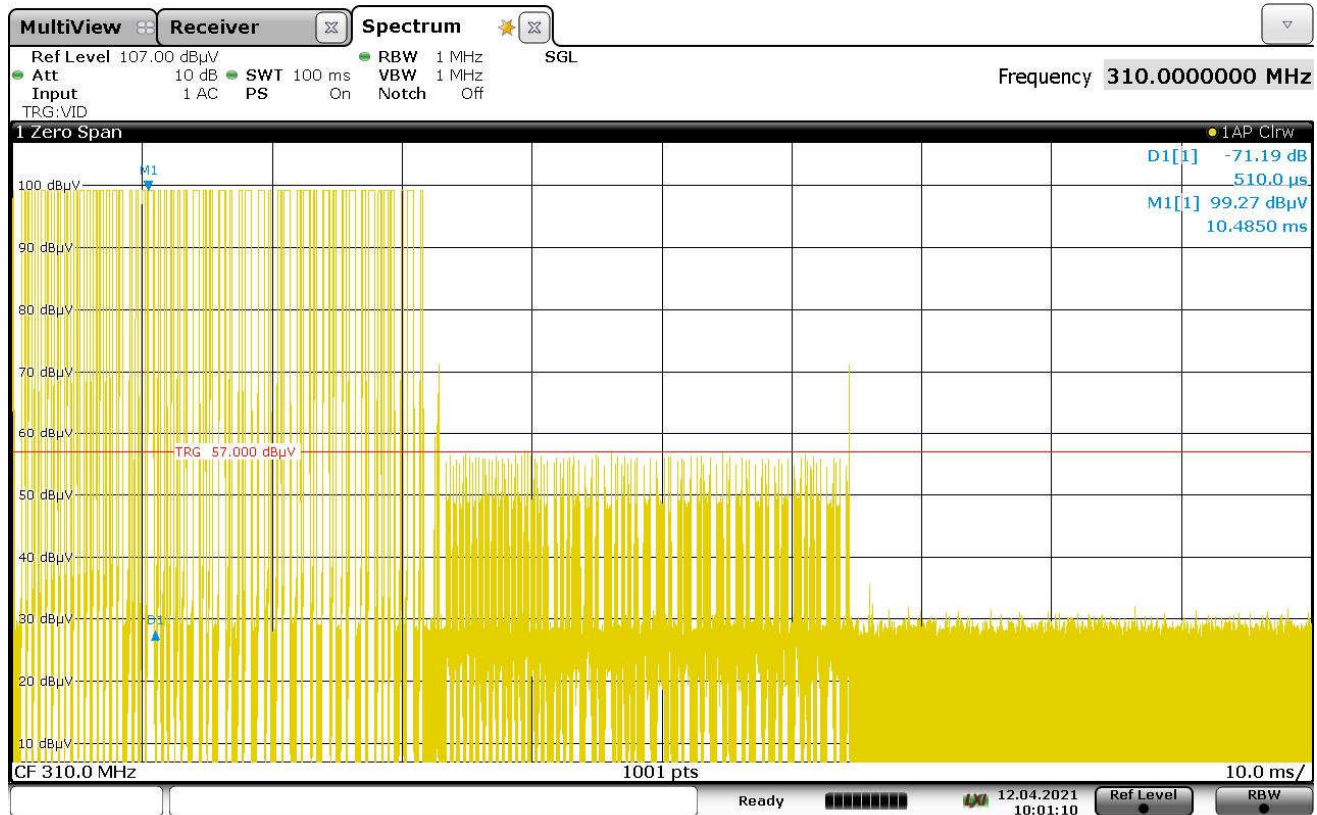 MultiView Receiver Spectrum
Ref Level 107.00 dBµV RBW 1 MHz SGL
Att 10 dB SWT 100 ms VBW 1 MHz
Input 1 AC PS On Notch Off
TRG:VID
Frequency 310.0000000 MHz
1 Zero Span 1AP Clrw
D1[1] -71.19 dB
510.0 µs
M1[1] 99.27 dBµV
10.4850 ms
M1
100 dBµV
90 dBµV
80 dBµV
70 dBµV
60 dBµV
TRG 57.000 dBµV
50 dBµV
40 dBµV
30 dBµV
D1
20 dBµV
10 dBµV
CF 310.0 MHz 1001 pts 10.0 ms/
Ready LXI 12.04.2021 Ref Level RBW
10:01:10